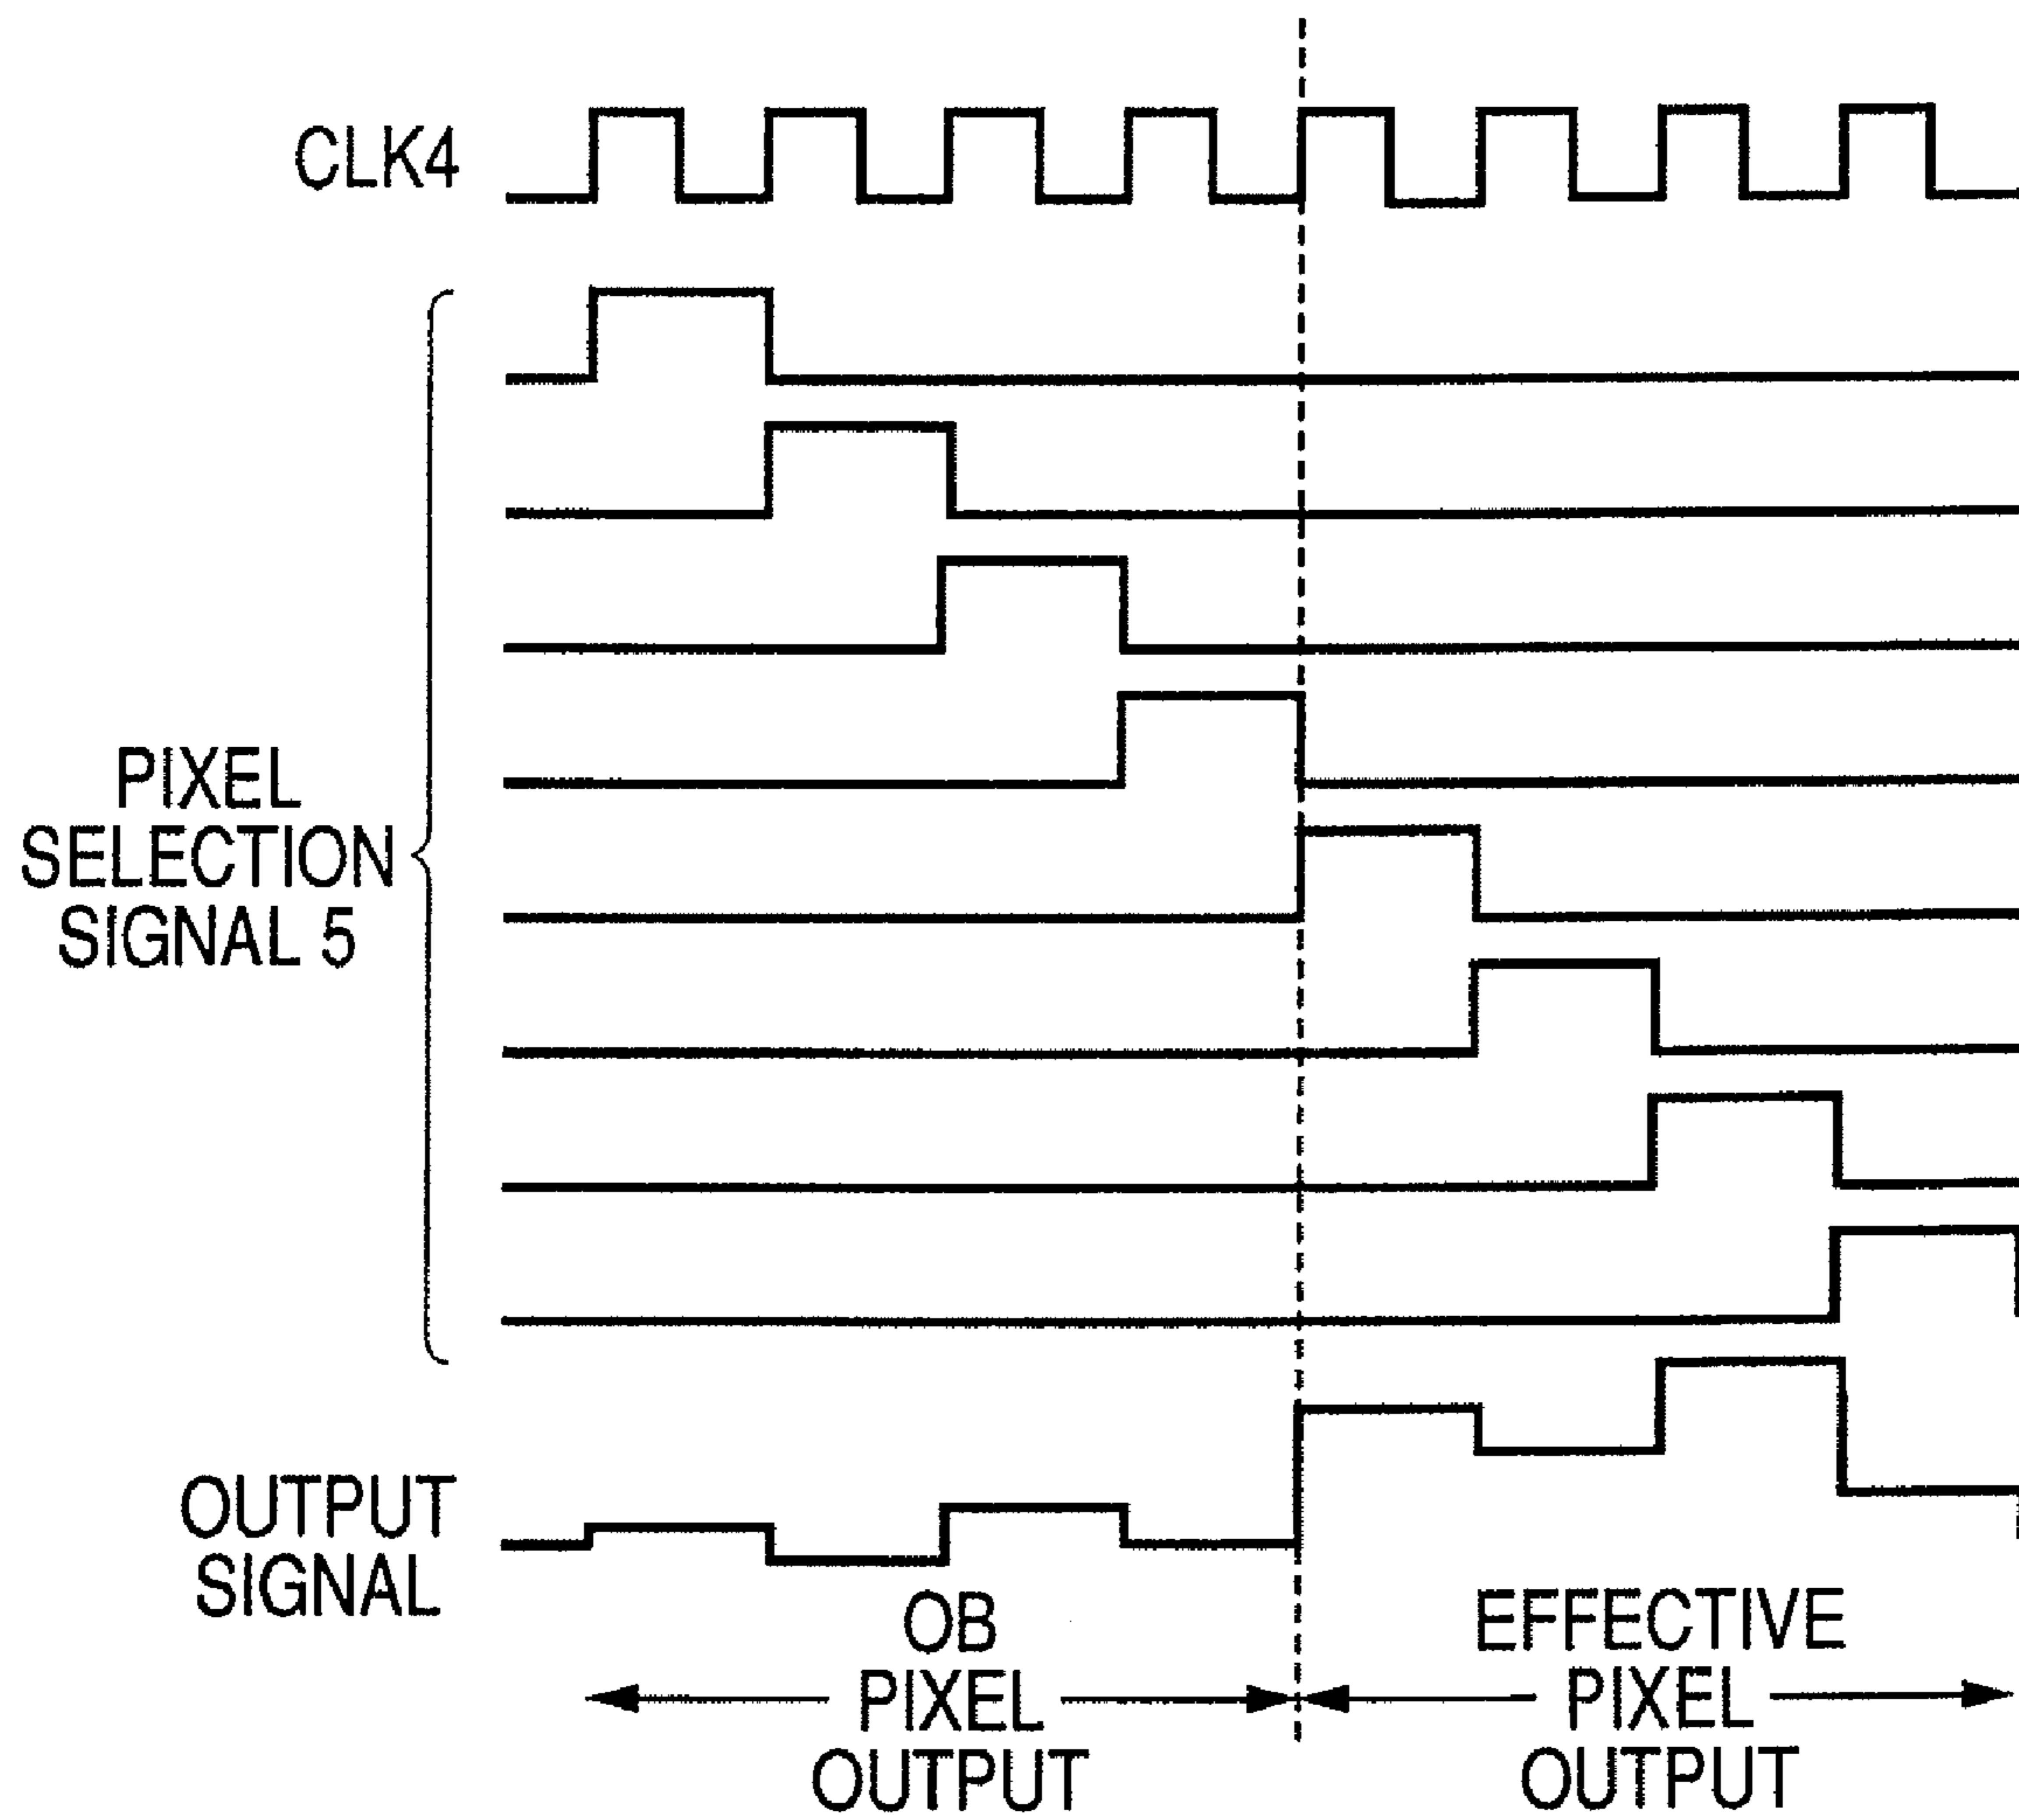 CLK4
PIXEL
SELECTION
SIGNAL 5
OUTPUT
SIGNAL
OB
PIXEL
OUTPUT
EFFECTIVE
PIXEL
OUTPUT